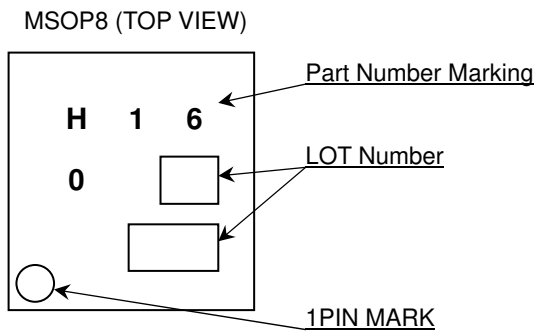 MSOP8 (TOP VIEW)
Part Number Marking
H 1 6
LOT Number
0
1PIN MARK